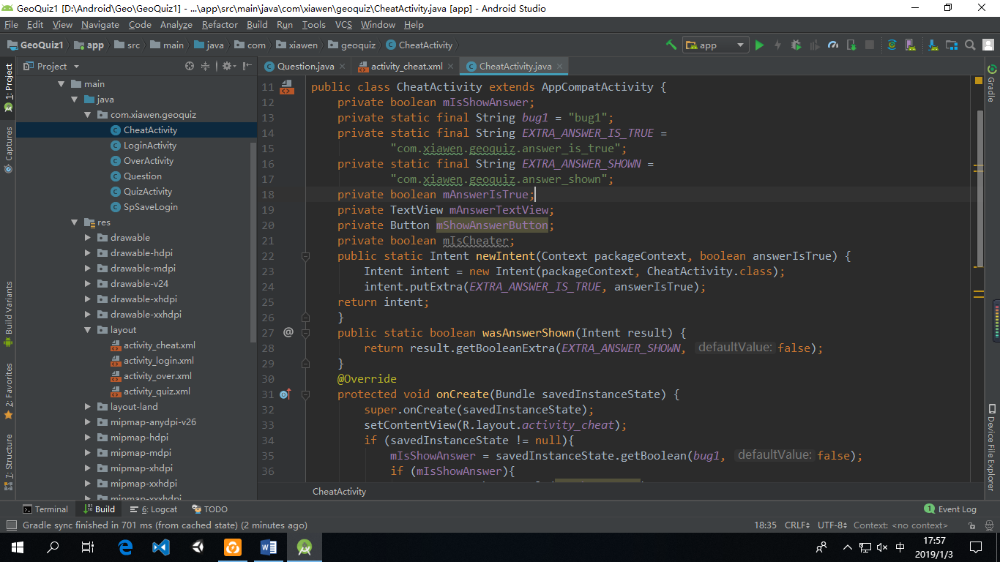 GeoQuiz1 [D:\Android\Geo\GeoQuiz1] - ...\app\src\main\java\com\xiawen\geoquiz\CheatActivity.java [app] - Android Studio
File Edit View Navigate Code Analyze Refactor Build Run Tools VCS Window Help
GeoQuiz1 app src main java com xiawen geoquiz CheatActivity app
Project Question.java activity_cheat.xml CheatActivity.java
1: Project
Captures
Build Variants
2: Favorites
7: Structure
main
java
com.xiawen.geoquiz
CheatActivity
LoginActivity
OverActivity
Question
QuizActivity
SpSaveLogin
res
drawable
drawable-hdpi
drawable-mdpi
drawable-v24
drawable-xhdpi
drawable-xxhdpi
layout
activity_cheat.xml
activity_login.xml
activity_over.xml
activity_quiz.xml
layout-land
mipmap-anydpi-v26
mipmap-hdpi
mipmap-mdpi
mipmap-xhdpi
mipmap-xxhdpi
mipmap-xxxhdpi
11 public class CheatActivity extends AppCompatActivity {
12 private boolean mIsShowAnswer;
13 private static final String bug1 = "bug1";
14 private static final String EXTRA_ANSWER_IS_TRUE =
15 "com.xiawen.geoquiz.answer_is_true";
16 private static final String EXTRA_ANSWER_SHOWN =
17 "com.xiawen.geoquiz.answer_shown";
18 private boolean mAnswerIsTrue;
19 private TextView mAnswerTextView;
20 private Button mShowAnswerButton;
21 private boolean mIsCheater;
22 public static Intent newIntent(Context packageContext, boolean answerIsTrue) {
23 Intent intent = new Intent(packageContext, CheatActivity.class);
24 intent.putExtra(EXTRA_ANSWER_IS_TRUE, answerIsTrue);
25 return intent;
26 }
27 @ public static boolean wasAnswerShown(Intent result) {
28 return result.getBooleanExtra(EXTRA_ANSWER_SHOWN, defaultValue: false);
29 }
30 @Override
31 protected void onCreate(Bundle savedInstanceState) {
32 super.onCreate(savedInstanceState);
33 setContentView(R.layout.activity_cheat);
34 if (savedInstanceState != null){
35 mIsShowAnswer = savedInstanceState.getBoolean(bug1, defaultValue: false);
36 if (mIsShowAnswer){
CheatActivity
Gradle
Device File Explorer
Terminal Build 6: Logcat TODO 1 Event Log
Gradle sync finished in 701 ms (from cached state) (2 minutes ago) 18:35 CRLF UTF-8 Context: <no context>
中 17:57
2019/1/3